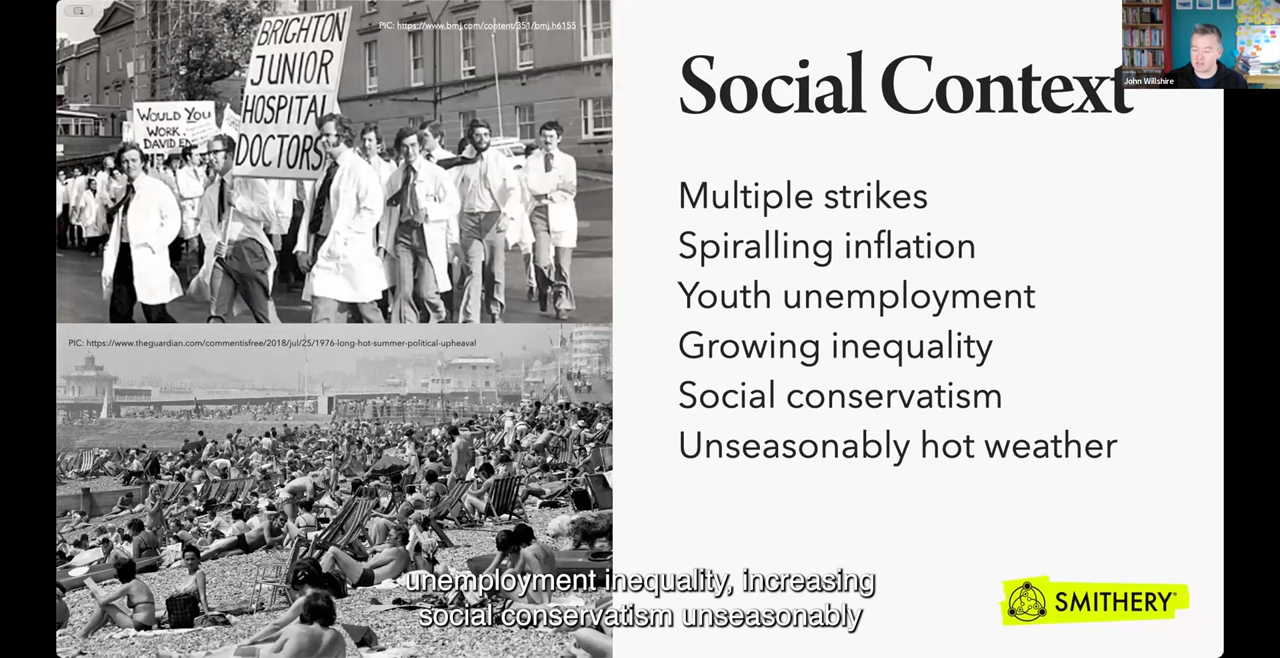 PIC: https://www.bmj.com/content/351/bmj.h6155
BRIGHTON
JUNIOR
HOSPITAL
DOCTORS
WOULD YOU
WORK.
DAVID
PIC: https://www.theguardian.com/commentisfree/2018/jul/25/1976-long-hot-summer-political-upheaval
Social Context
Multiple strikes
Spiralling inflation
Youth unemployment
Growing inequality
Social conservatism
Unseasonably hot weather
John Willshire
unemployment inequality, increasing
social conservatism unseasonably
SMITHERY